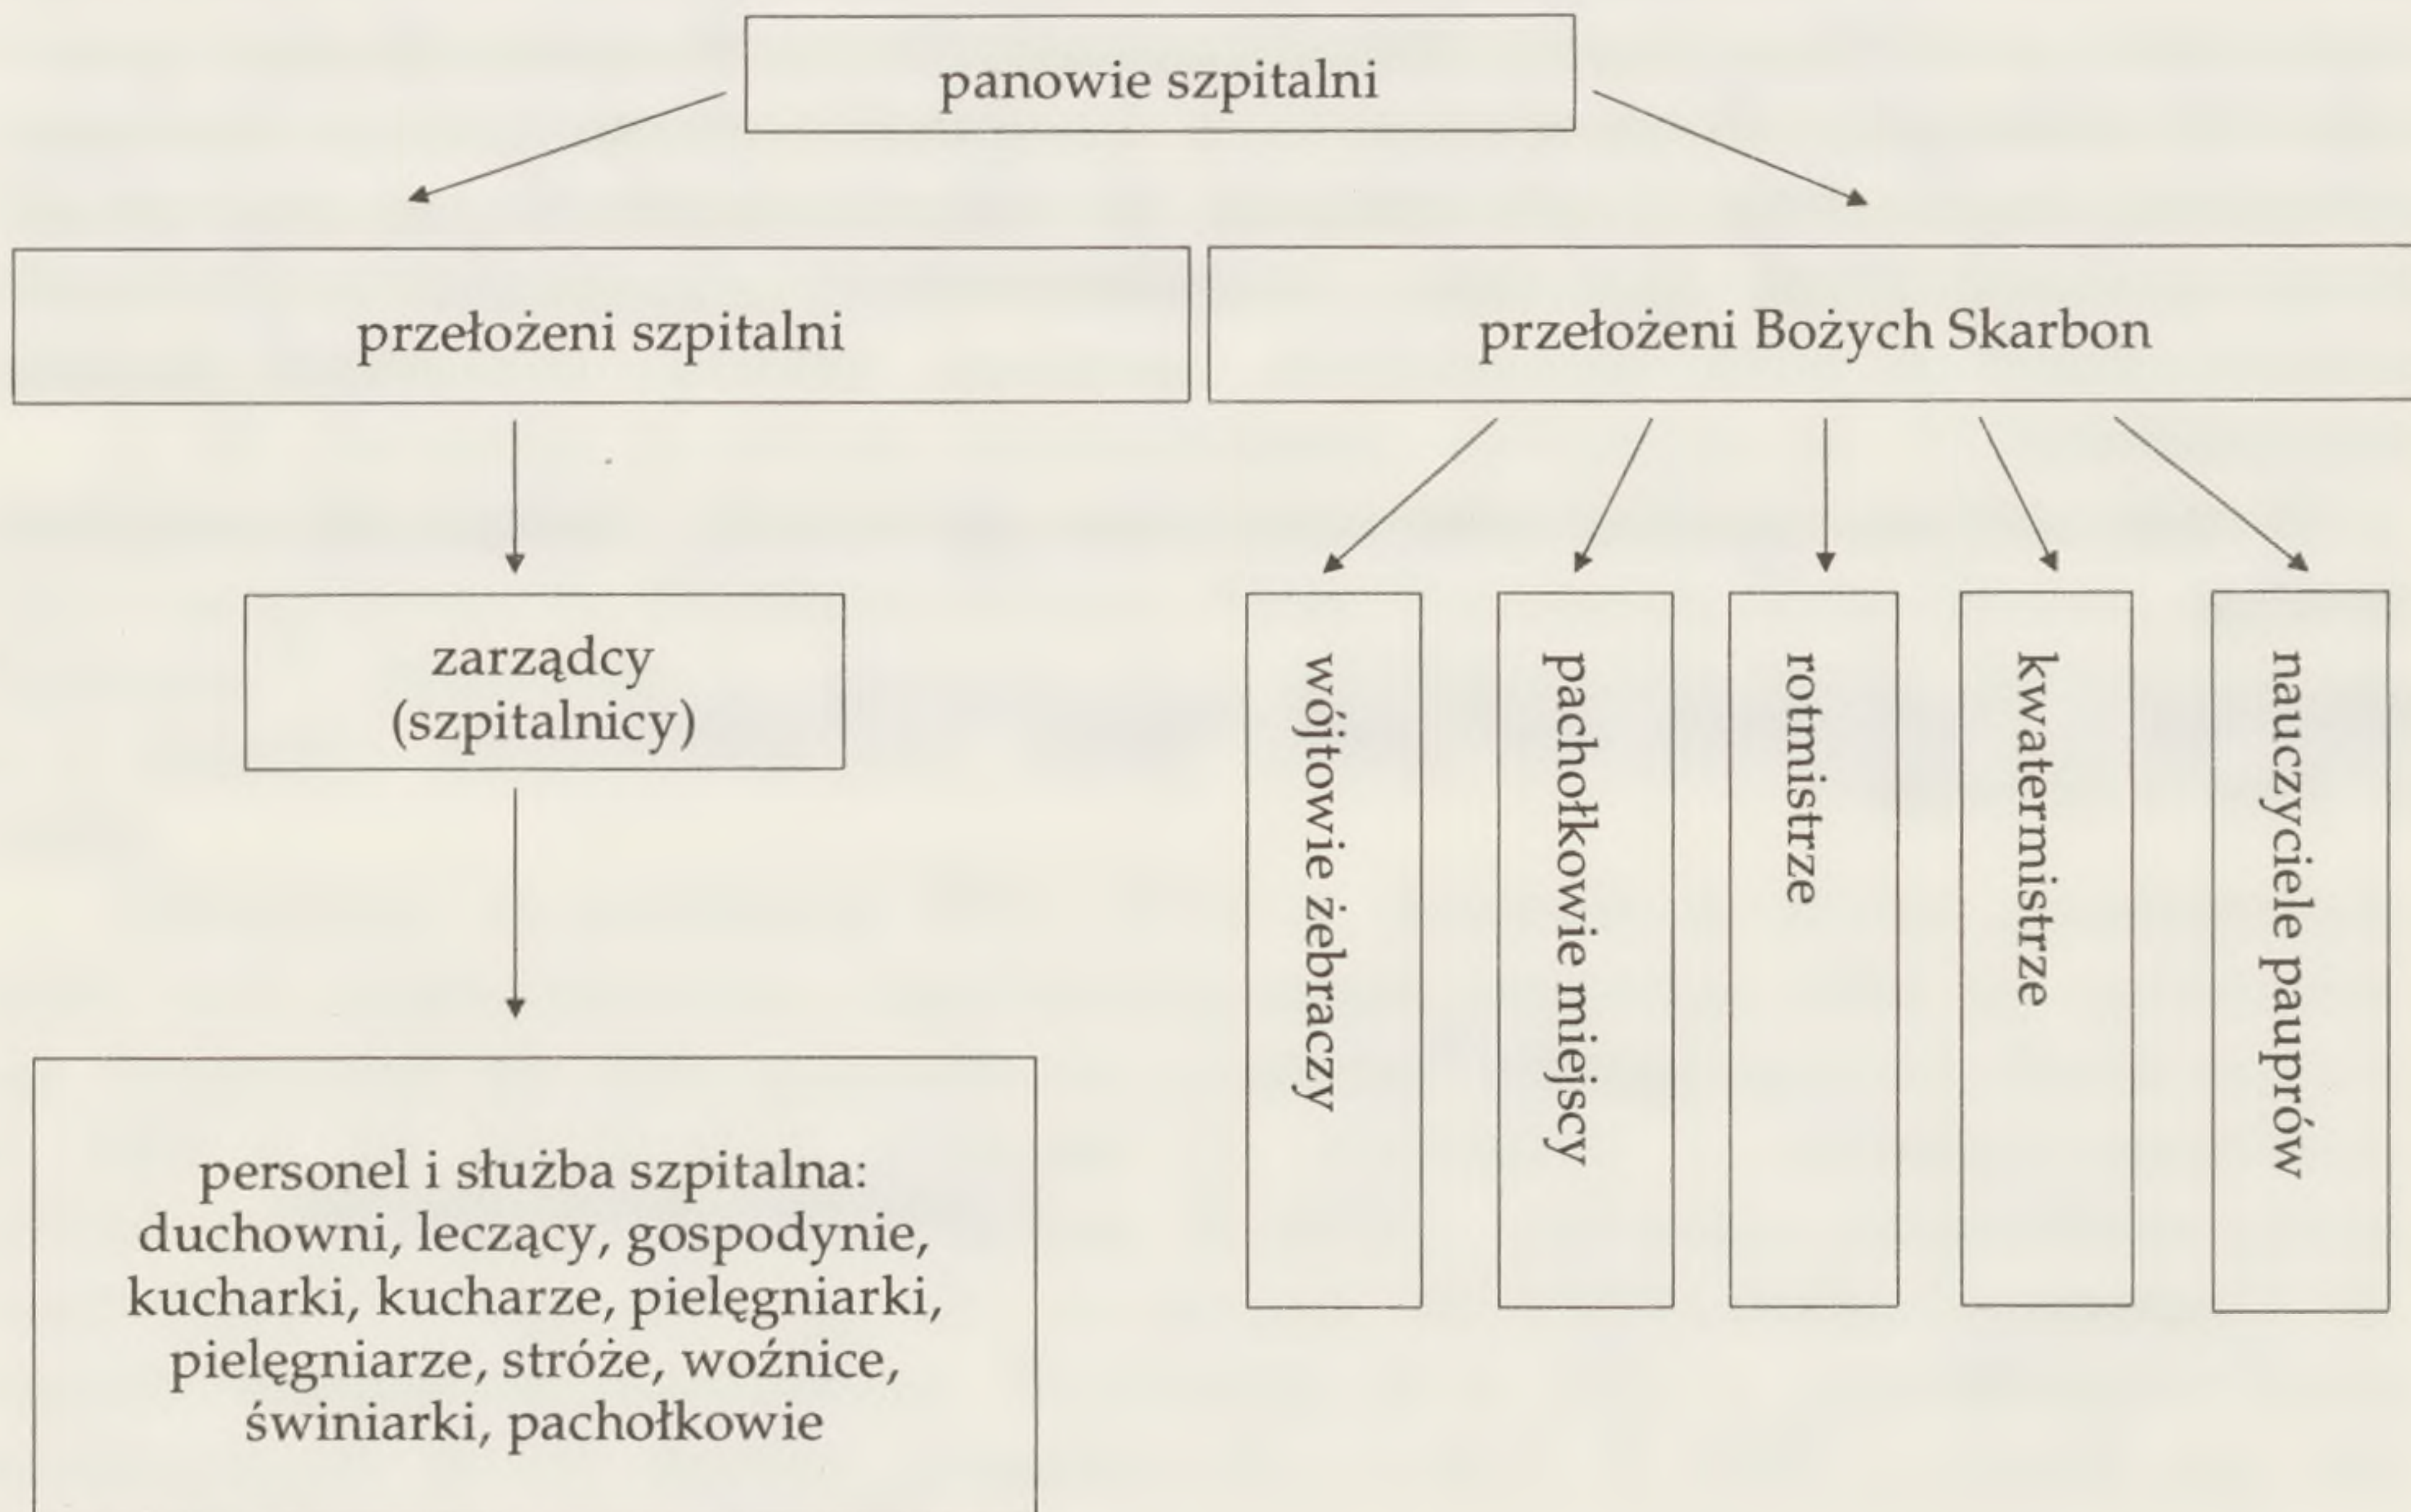 panowie szpitalni
przełożeni szpitalni
przełożeni Bożych Skarbon
zarządcy
(szpitalnicy)
wójtowie żebraczy
pachołkowie miejscy
rotmistrze
kwatermistrze
nauczyciele pauprów
personel i służba szpitalna:
duchowni, leczący, gospodynie,
kucharki, kucharze, pielęgniarki,
pielęgniarze, stróże, woźnice,
świniarki, pachołkowie